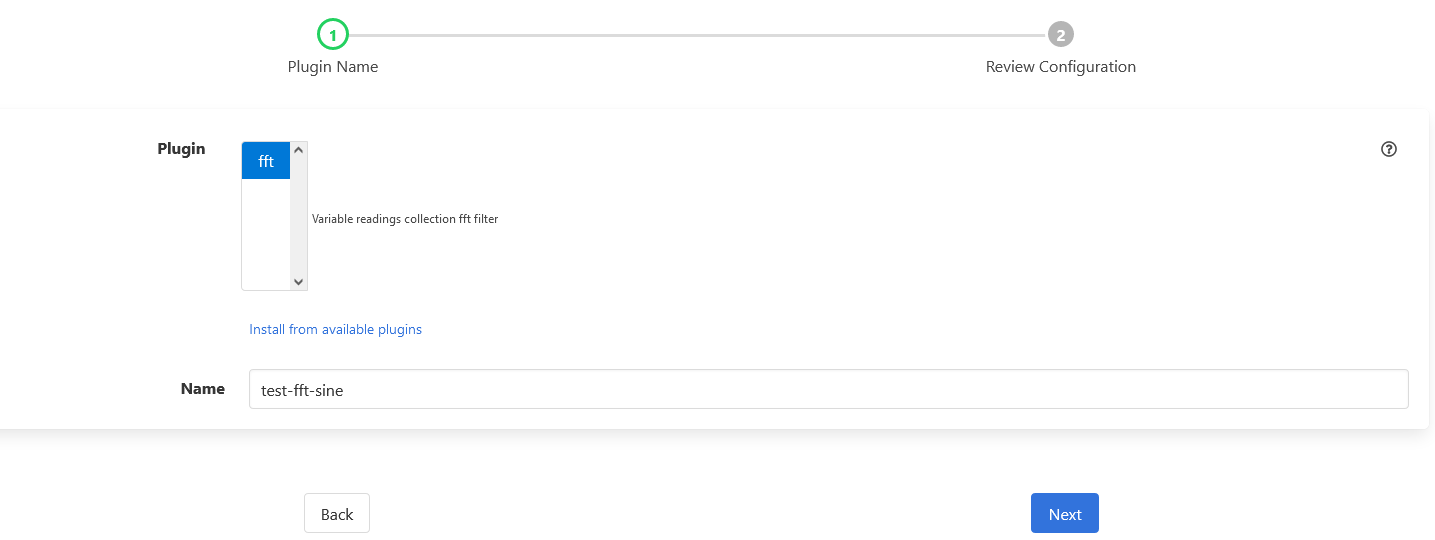 1
2
Plugin Name
Review Configuration
Plugin
fft
?
Variable readings collection fft filter
Install from available plugins
Name
test-fft-sine
Back
Next